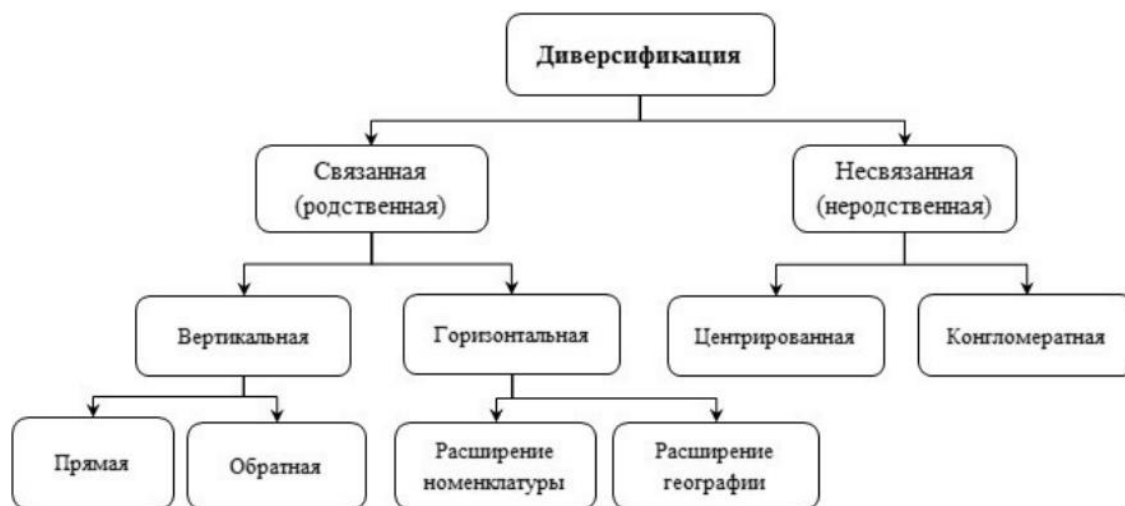 Диверсификация
Связанная
(родственная)
Несвязанная
(неродственная)
Вертикальная
Горизонтальная
Центрированная
Конгломератная
Прямая
Обратная
Расширение
номенклатуры
Расширение
географии